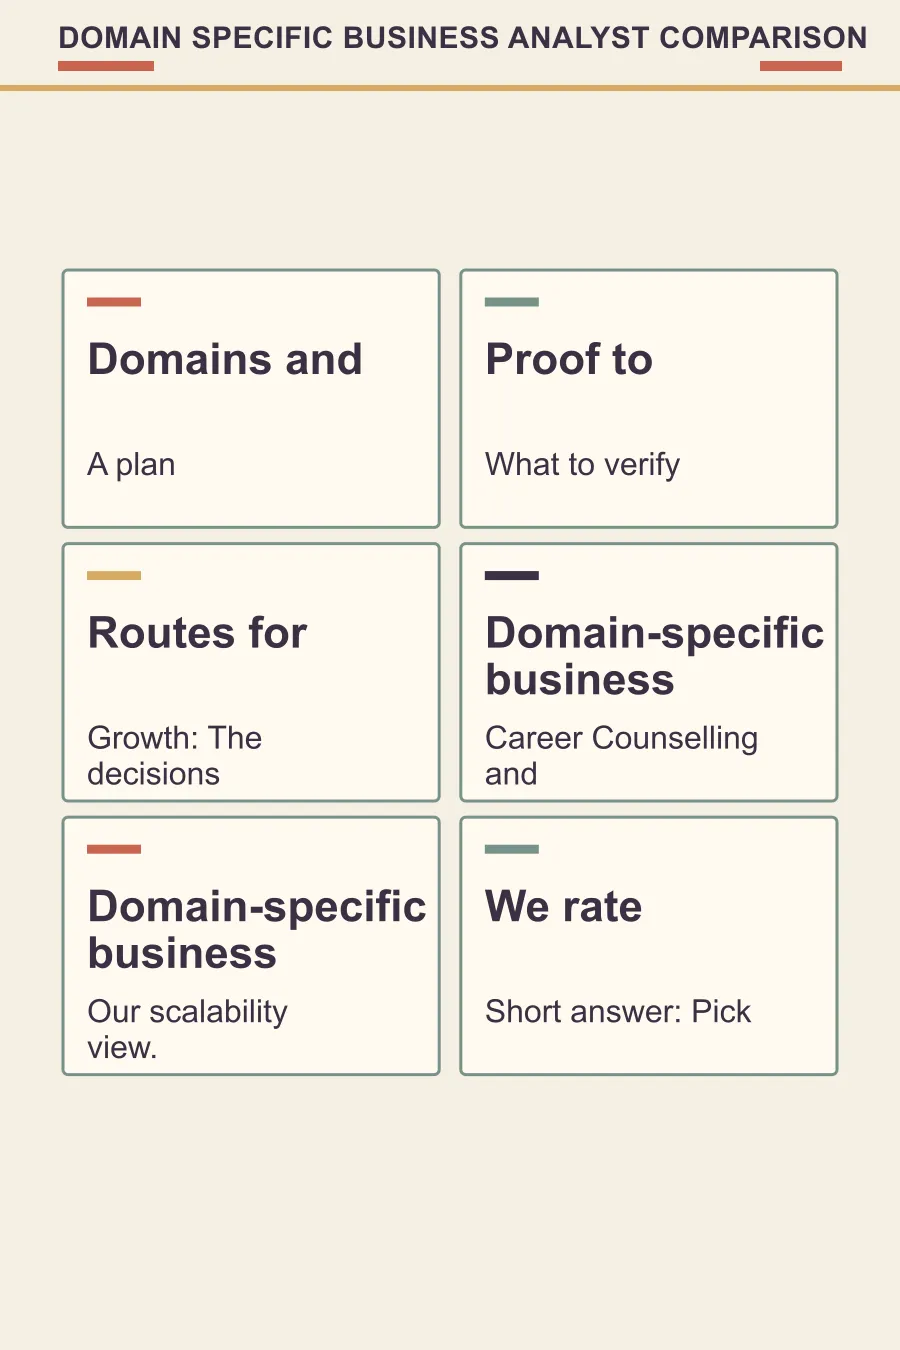 DOMAIN SPECIFIC BUSINESS ANALYST COMPARISON
Domains and
A plan
Proof to
What to verify
Routes for
Growth: The
decisions
Domain-specific
business
Career Counselling
and
Domain-specific
business
Our scalability
view.
We rate
Short answer: Pick